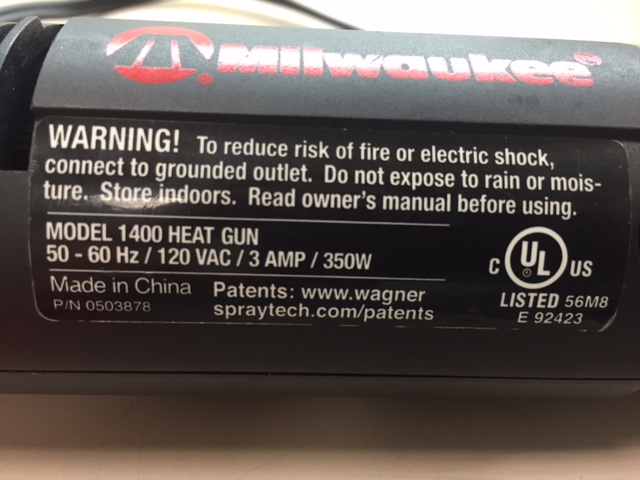 Milwaukee
WARNING! To reduce risk of fire or electric shock,
connect to grounded outlet. Do not expose to rain or mois-
ture. Store indoors. Read owner's manual before using.
MODEL 1400 HEAT GUN
50 - 60 Hz / 120 VAC / 3 AMP / 350W
Made in China
P/N 0503878
Patents: www.wagner
spraytech.com/patents
C UL US
LISTED 56M8
E 92423